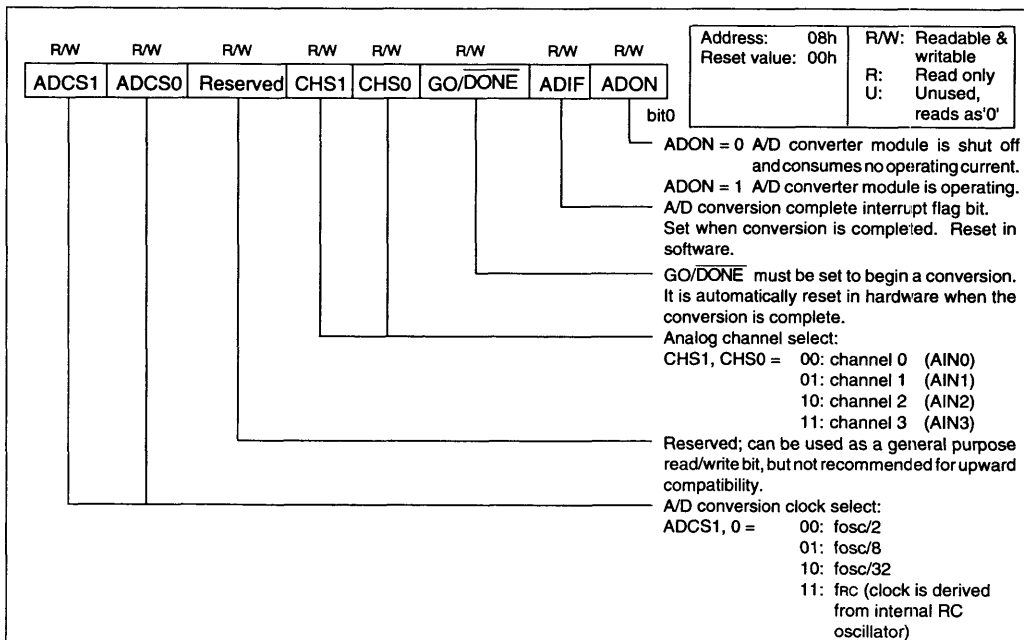 R/W R/W R/W R/W R/W R/W R/W R/W
ADCS1 ADCS0 Reserved CHS1 CHS0 GO/DONE ADIF ADON
bit0
Address: 08h
Reset value: 00h
R/W: Readable &
writable
R: Read only
U: Unused,
reads as'0'
ADON = 0 A/D converter module is shut off
and consumes no operating current.
ADON = 1 A/D converter module is operating.
A/D conversion complete interrupt flag bit.
Set when conversion is completed. Reset in
software.
GO/DONE must be set to begin a conversion.
It is automatically reset in hardware when the
conversion is complete.
Analog channel select:
CHS1, CHS0 = 00: channel 0 (AIN0)
01: channel 1 (AIN1)
10: channel 2 (AIN2)
11: channel 3 (AIN3)
Reserved; can be used as a general purpose
read/write bit, but not recommended for upward
compatibility.
A/D conversion clock select:
ADCS1, 0 = 00: fosc/2
01: fosc/8
10: fosc/32
11: fRC (clock is derived
from internal RC
oscillator)